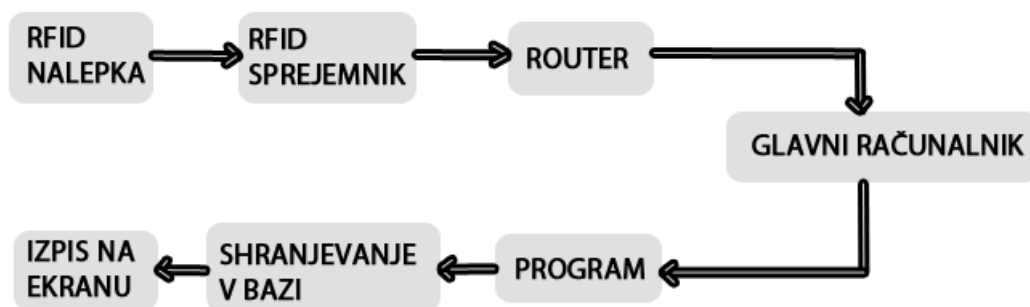 RFID
NALEPKA
RFID
SPREJEMNIK
ROUTER
GLAVNI RAČUNALNIK
PROGRAM
SHRANJEVANJE
V BAZI
IZPIS NA
EKRANU